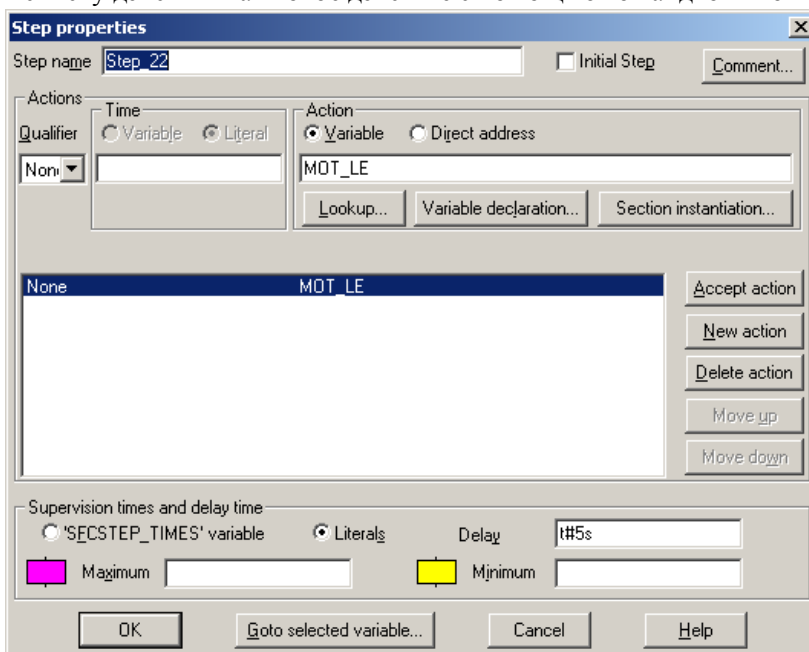 Step properties
Step name Step_22 Initial Step Comment...
Actions
Time Action
Qualifier Variable Literal Variable Direct address
Non MOT_LE
Lookup... Variable declaration... Section instantiation...
None MOT_LE
Accept action
New action
Delete action
Move up
Move down
Supervision times and delay time
'SFCSTEP_TIMES' variable Literals Delay t#5s
Maximum Minimum
OK Goto selected variable... Cancel Help